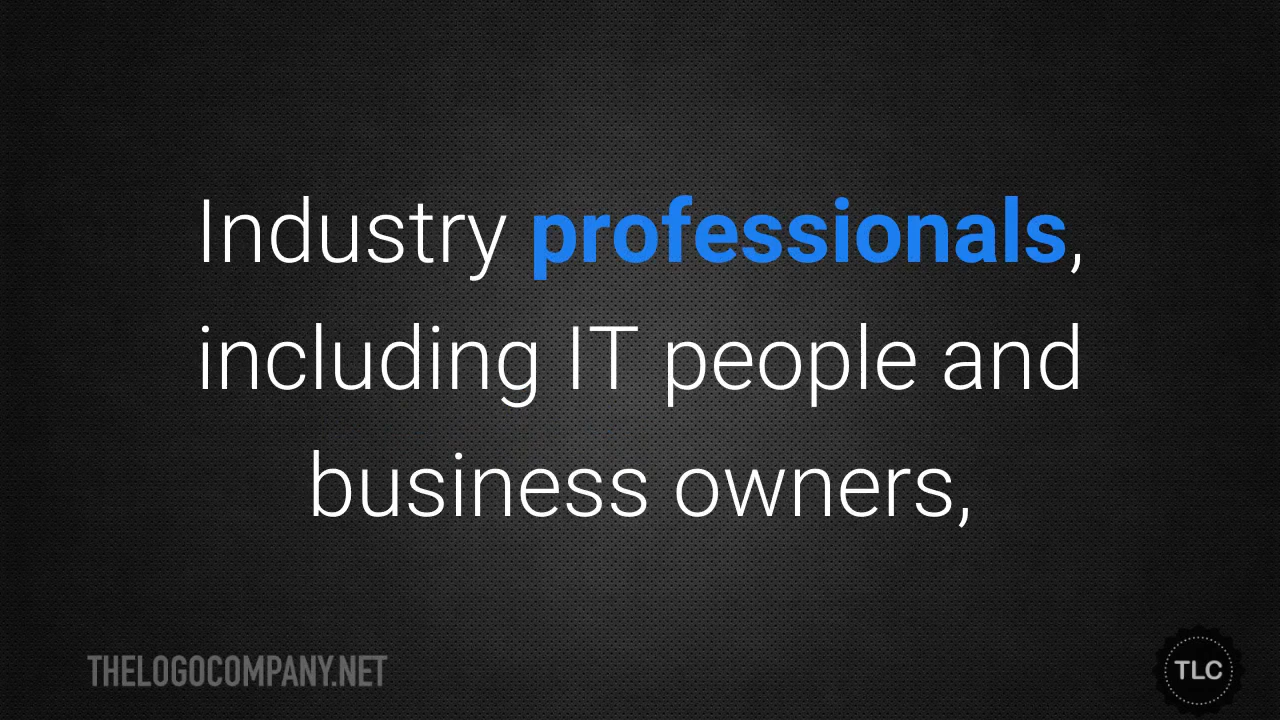 Industry professionals,
including IT people and
business owners,
THELOGOCOMPANY.NET
TLC